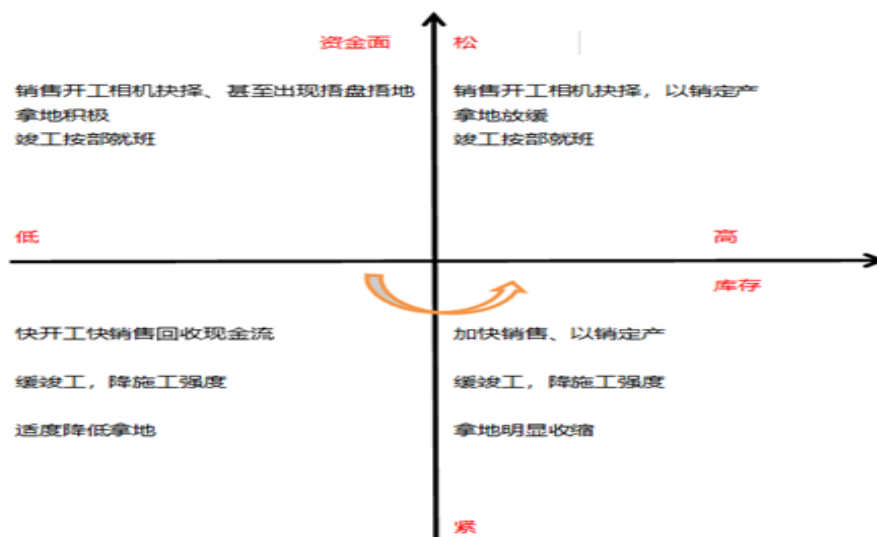 资金面 松
销售开工相机抉择、甚至出现捂盘捂地
拿地积极
竣工按部就班
销售开工相机抉择，以销定产
拿地放缓
竣工按部就班
低 高
库存
快开工快销售回收现金流
缓竣工，降施工强度
适度降低拿地
加快销售、以销定产
缓竣工，降施工强度
拿地明显收缩
紧